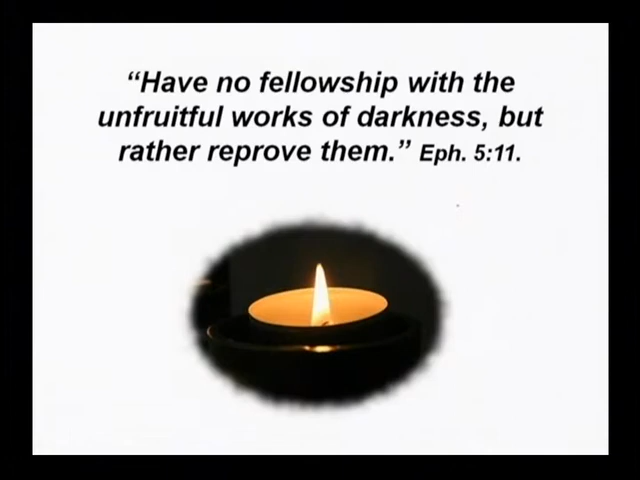 “Have no fellowship with the
unfruitful works of darkness, but
rather reprove them.” Eph. 5:11.